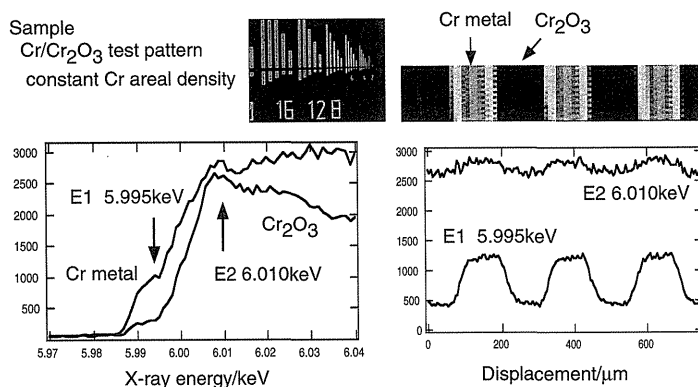 Sample
Cr/Cr2O3 test pattern
constant Cr areal density
16 12 8
Cr metal
Cr2O3
3000
2500
2000
1500
1000
500
E1 5.995keV
Cr metal
Cr2O3
E2 6.010keV
5.97 5.98 5.99 6.00 6.01 6.02 6.03 6.04
X-ray energy/keV
3000
2500
2000
1500
1000
500
0
E2 6.010keV
E1 5.995keV
0 200 400 600
Displacement/μm